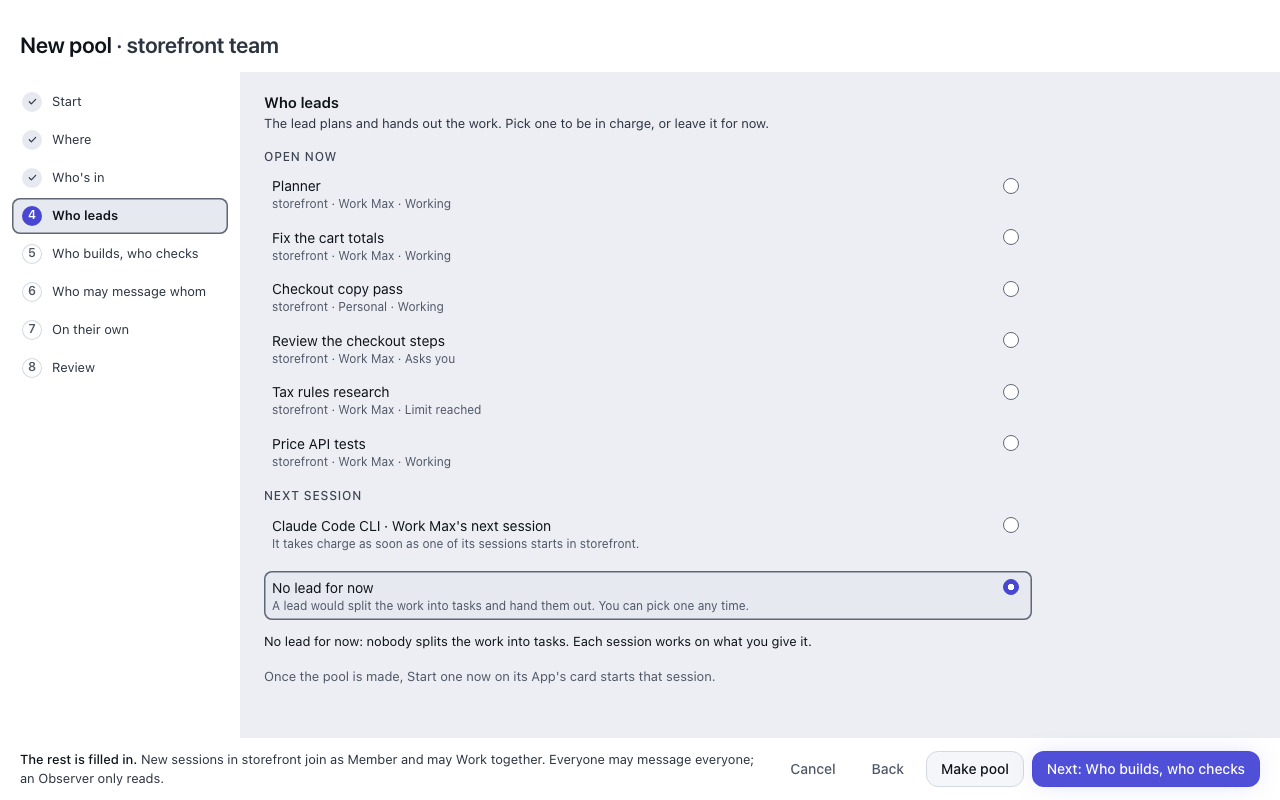 New pool · storefront team
Start
Where
Who's in
4 Who leads
5 Who builds, who checks
6 Who may message whom
7 On their own
8 Review
Who leads
The lead plans and hands out the work. Pick one to be in charge, or leave it for now.
OPEN NOW
Planner
storefront · Work Max · Working
Fix the cart totals
storefront · Work Max · Working
Checkout copy pass
storefront · Personal · Working
Review the checkout steps
storefront · Work Max · Asks you
Tax rules research
storefront · Work Max · Limit reached
Price API tests
storefront · Work Max · Working
NEXT SESSION
Claude Code CLI · Work Max's next session
It takes charge as soon as one of its sessions starts in storefront.
No lead for now
A lead would split the work into tasks and hand them out. You can pick one any time.
No lead for now: nobody splits the work into tasks. Each session works on what you give it.
Once the pool is made, Start one now on its App's card starts that session.
The rest is filled in. New sessions in storefront join as Member and may Work together. Everyone may message everyone;
an Observer only reads.
Cancel
Back
Make pool
Next: Who builds, who checks